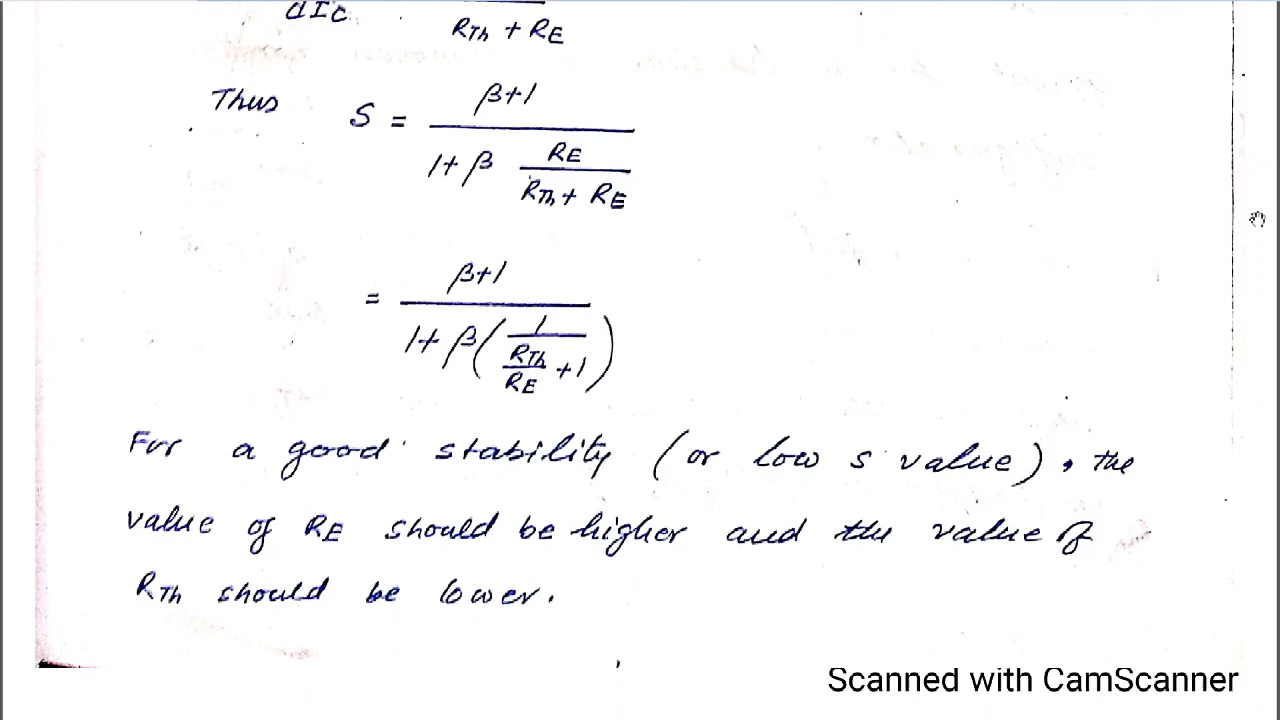 dIc
RTh + RE
Thus S = β+1
1+ β RE
RTh + RE
= β+1
1+ β( 1
RTh
RE +1)
For a good stability (or low s value), the
value of RE should be higher and the value of
RTh should be lower.
Scanned with CamScanner